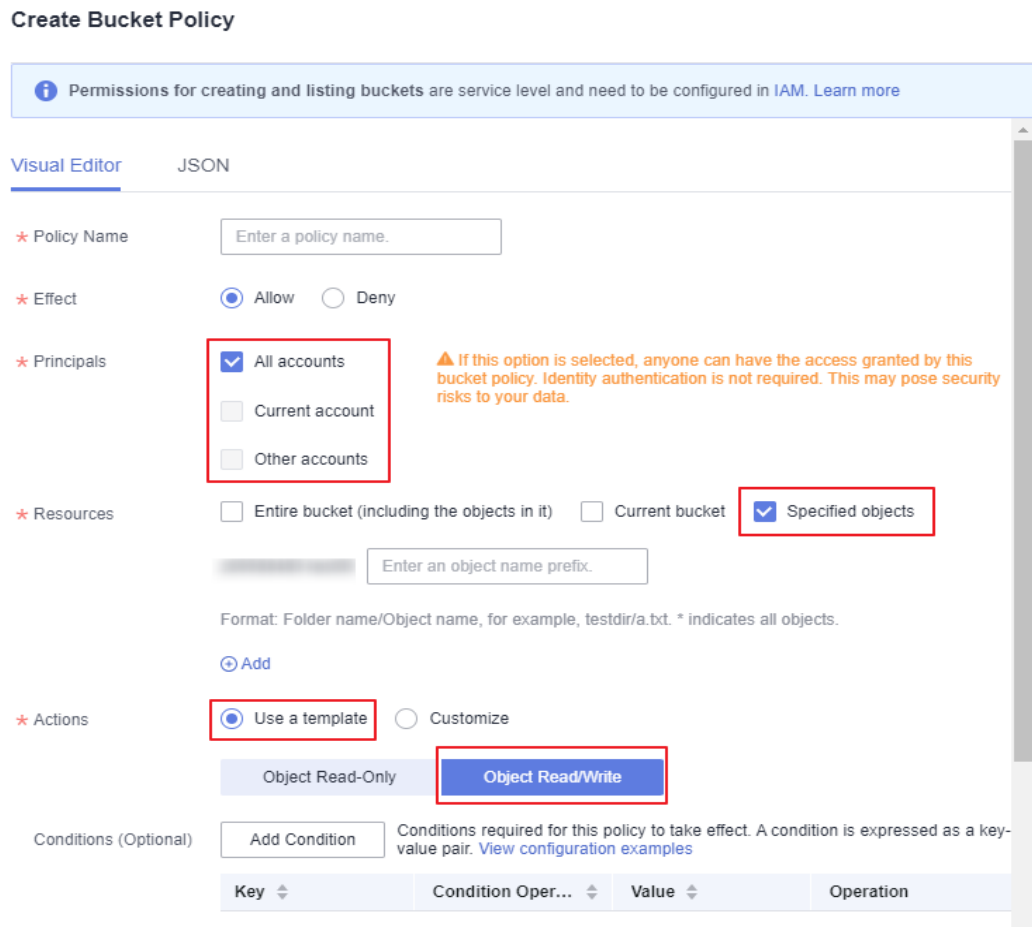 Create Bucket Policy
Permissions for creating and listing buckets are service level and need to be configured in IAM. Learn more
Visual Editor JSON
* Policy Name Enter a policy name.
* Effect Allow Deny
* Principals All accounts If this option is selected, anyone can have the access granted by this
bucket policy. Identity authentication is not required. This may pose security
risks to your data.
Current account
Other accounts
* Resources Entire bucket (including the objects in it) Current bucket Specified objects
Enter an object name prefix.
Format: Folder name/Object name, for example, testdir/a.txt. * indicates all objects.
Add
* Actions Use a template Customize
Object Read-Only Object Read/Write
Conditions (Optional) Add Condition Conditions required for this policy to take effect. A condition is expressed as a key-
value pair. View configuration examples
Key Condition Oper... Value Operation